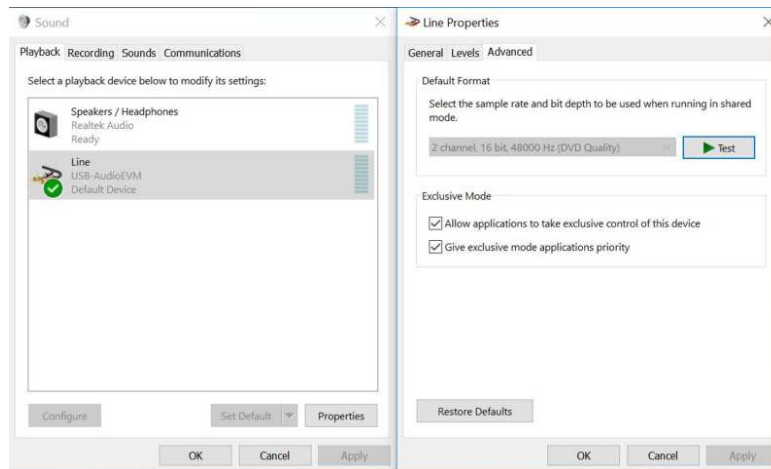 Sound
Playback Recording Sounds Communications
Select a playback device below to modify its settings:
Speakers / Headphones
Realtek Audio
Ready
Line
USB-AudioEVM
Default Device
Configure
Set Default
Properties
OK
Cancel
Apply
Line Properties
General Levels Advanced
Default Format
Select the sample rate and bit depth to be used when running in shared
mode.
2 channel, 16 bit, 48000 Hz (DVD Quality)
Test
Exclusive Mode
Allow applications to take exclusive control of this device
Give exclusive mode applications priority
Restore Defaults
OK
Cancel
Apply